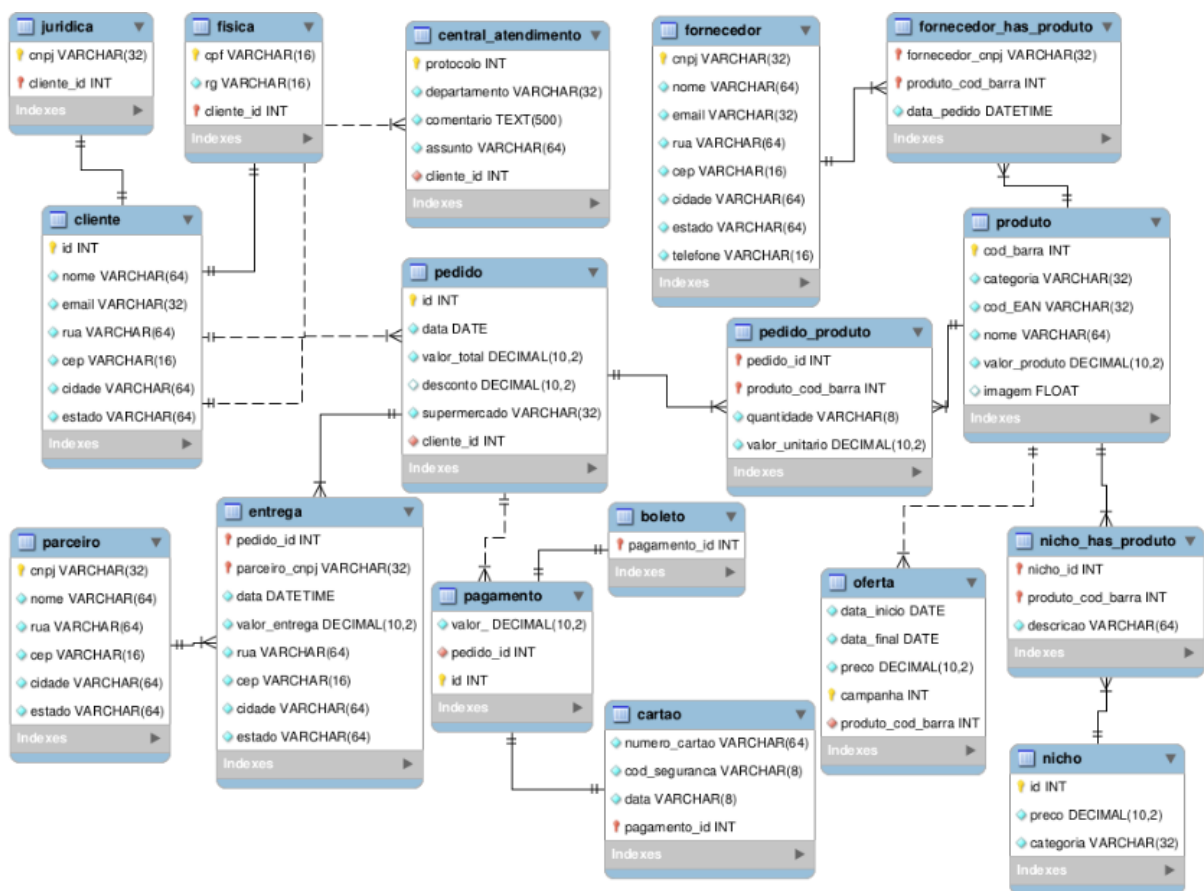 juridica
cnpj VARCHAR(32)
cliente_id INT
Indexes
fisica
cpf VARCHAR(16)
rg VARCHAR(16)
cliente_id INT
Indexes
central_atendimento
protocolo INT
departamento VARCHAR(32)
comentario TEXT(500)
assunto VARCHAR(64)
cliente_id INT
Indexes
fornecedor
cnpj VARCHAR(32)
nome VARCHAR(64)
email VARCHAR(32)
rua VARCHAR(64)
cep VARCHAR(16)
cidade VARCHAR(64)
estado VARCHAR(64)
telefone VARCHAR(16)
Indexes
fornecedor_has_produto
fornecedor_cnpj VARCHAR(32)
produto_cod_barra INT
data_pedido DATETIME
Indexes
cliente
id INT
nome VARCHAR(64)
email VARCHAR(32)
rua VARCHAR(64)
cep VARCHAR(16)
cidade VARCHAR(64)
estado VARCHAR(64)
Indexes
pedido
id INT
data DATE
valor_total DECIMAL(10,2)
desconto DECIMAL(10,2)
supermercado VARCHAR(32)
cliente_id INT
Indexes
pedido_produto
pedido_id INT
produto_cod_barra INT
quantidade VARCHAR(8)
valor_unitario DECIMAL(10,2)
Indexes
produto
cod_barra INT
categoria VARCHAR(32)
cod_EAN VARCHAR(32)
nome VARCHAR(64)
valor_produto DECIMAL(10,2)
imagem FLOAT
Indexes
parceiro
cnpj VARCHAR(32)
nome VARCHAR(64)
rua VARCHAR(64)
cep VARCHAR(16)
cidade VARCHAR(64)
estado VARCHAR(64)
Indexes
entrega
pedido_id INT
parceiro_cnpj VARCHAR(32)
data DATETIME
valor_entrega DECIMAL(10,2)
rua VARCHAR(64)
cep VARCHAR(16)
cidade VARCHAR(64)
estado VARCHAR(64)
Indexes
pagamento
valor_ DECIMAL(10,2)
pedido_id INT
id INT
Indexes
boleto
pagamento_id INT
Indexes
cartao
numero_cartao VARCHAR(64)
cod_seguranca VARCHAR(8)
data VARCHAR(8)
pagamento_id INT
Indexes
oferta
data_inicio DATE
data_final DATE
preco DECIMAL(10,2)
campanha INT
produto_cod_barra INT
Indexes
nicho_has_produto
nicho_id INT
produto_cod_barra INT
descricao VARCHAR(64)
Indexes
nicho
id INT
preco DECIMAL(10,2)
categoria VARCHAR(32)
Indexes